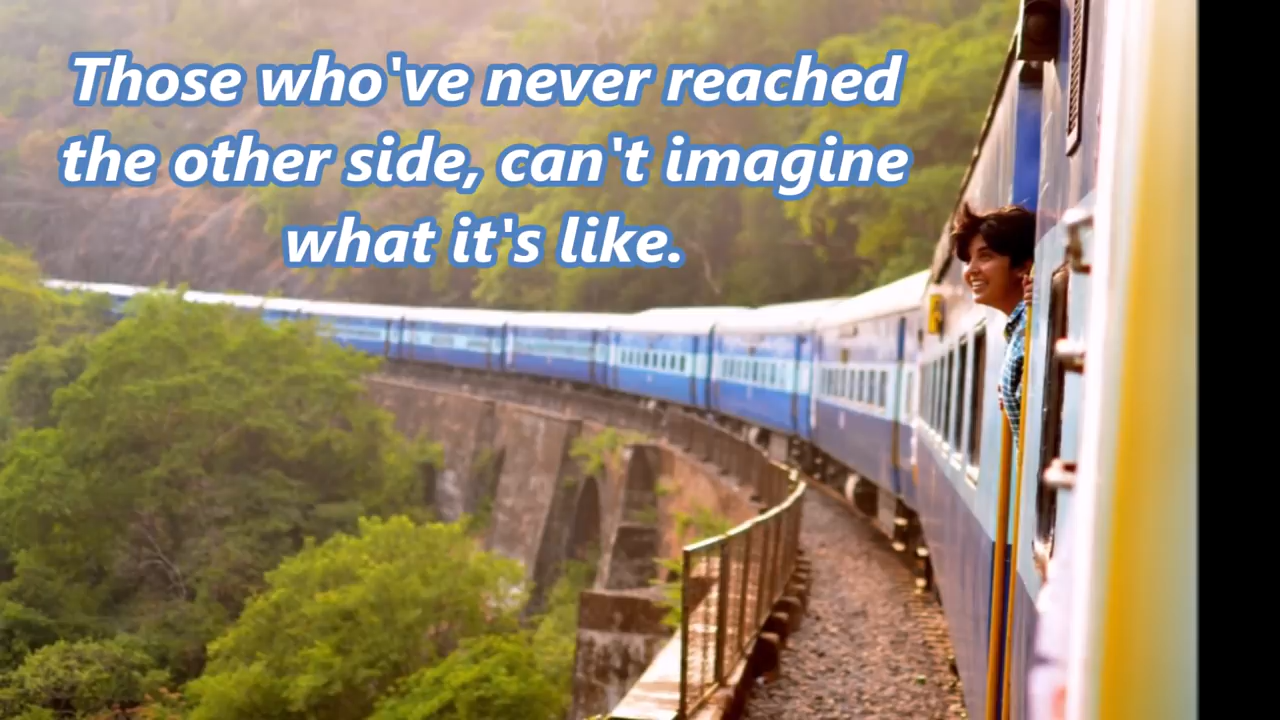 Those who've never reached
the other side, can't imagine
what it's like.